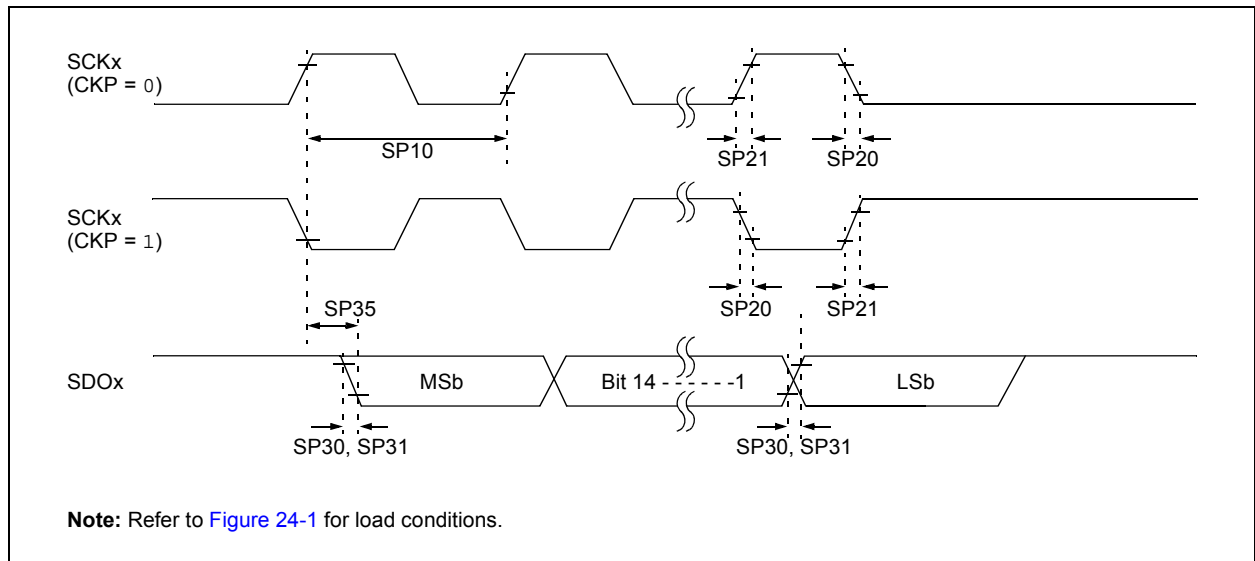 SCKx
(CKP = 0)
SP10
SP21
SP20
SCKx
(CKP = 1)
SP20
SP21
SP35
SDOx
MSb
Bit 14 - - - - - -1
LSb
SP30, SP31
SP30, SP31
Note: Refer to Figure 24-1 for load conditions.